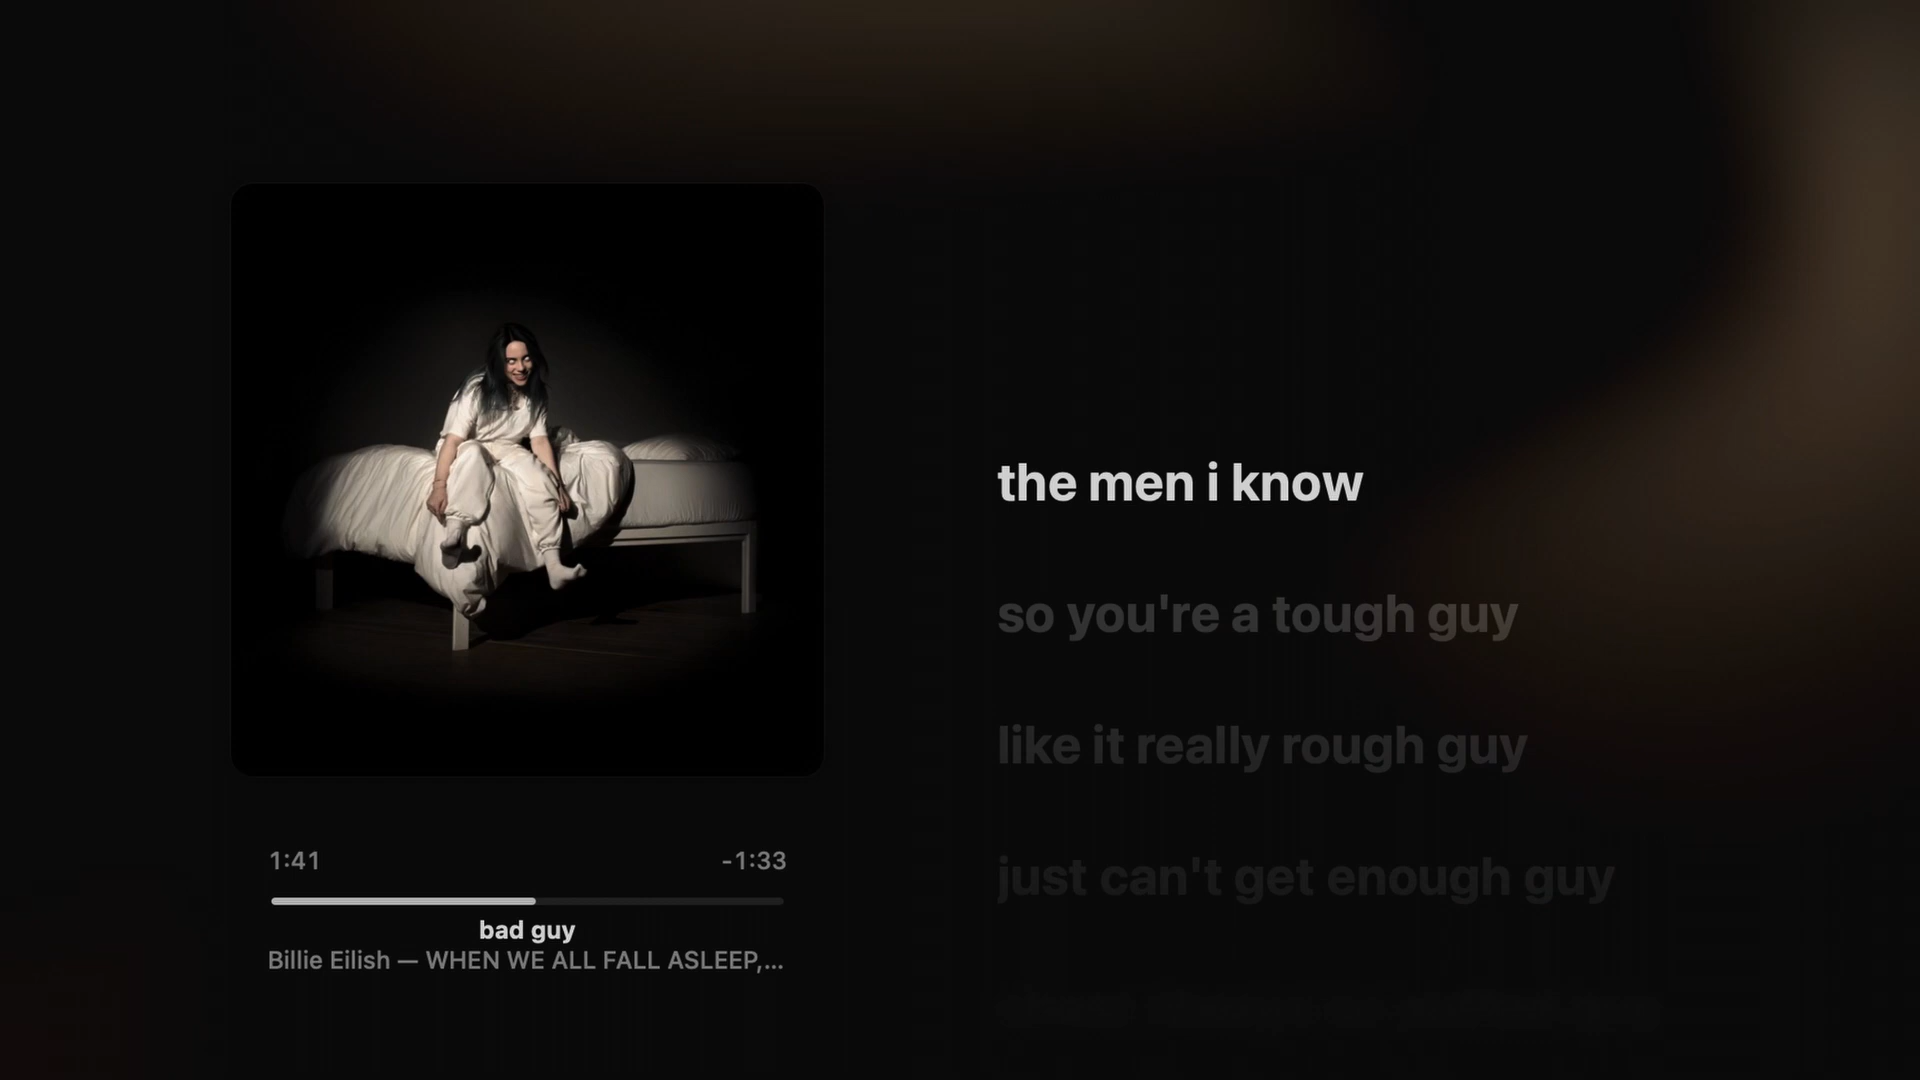 the men i know
so you're a tough guy
like it really rough guy
just can't get enough guy
1:41
-1:33
bad guy
Billie Eilish — WHEN WE ALL FALL ASLEEP,...